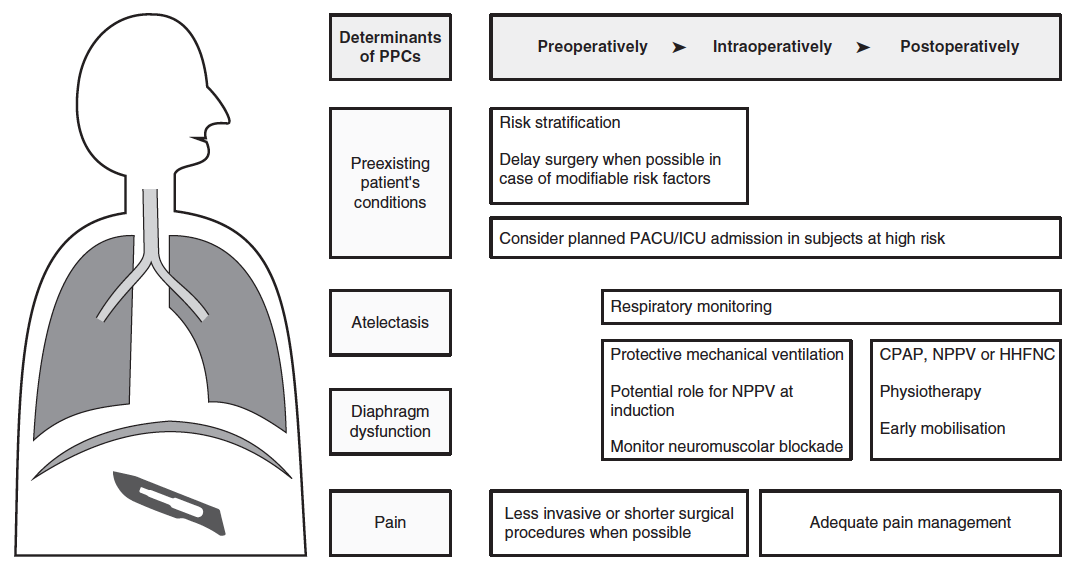 Determinants
of PPCs
Preoperatively ➤ Intraoperatively ➤ Postoperatively
Preexisting
patient's
conditions
Risk stratification
Delay surgery when possible in
case of modifiable risk factors
Consider planned PACU/ICU admission in subjects at high risk
Atelectasis
Respiratory monitoring
Diaphragm
dysfunction
Protective mechanical ventilation
Potential role for NPPV at
induction
Monitor neuromuscolar blockade
CPAP, NPPV or HHFNC
Physiotherapy
Early mobilisation
Pain
Less invasive or shorter surgical
procedures when possible
Adequate pain management